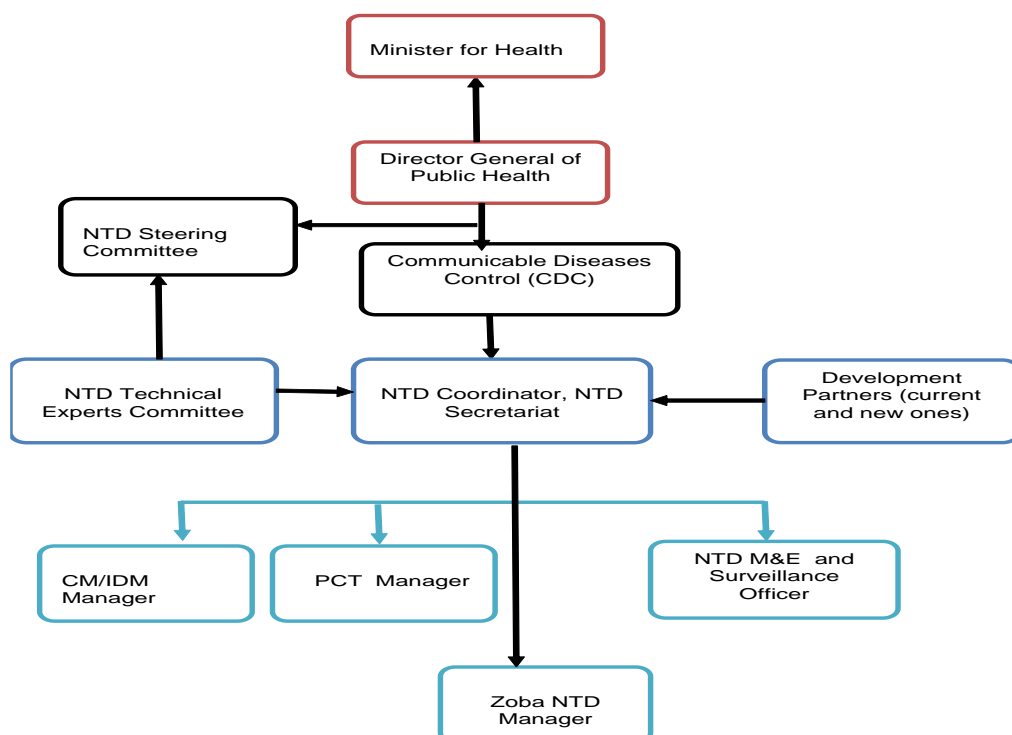 Minister for Health
Director General of
Public Health
NTD Steering
Committee
Communicable Diseases
Control (CDC)
NTD Technical
Experts Committee
NTD Coordinator, NTD
Secretariat
Development
Partners (current
and new ones)
CM/IDM
Manager
PCT  Manager
NTD M&E  and
Surveillance
Officer
Zoba NTD
Manager